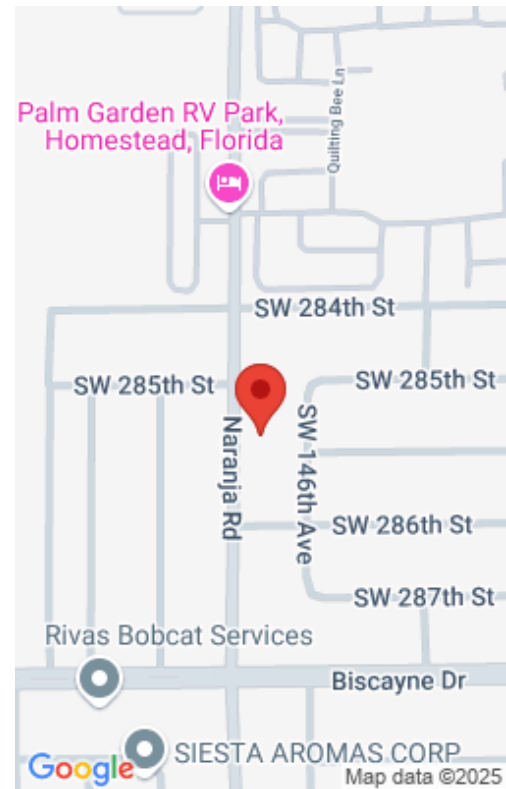 Quilting Bee Ln
Palm Garden RV Park,
Homestead, Florida
SW 284th St
SW 285th St
SW 285th St
Naranja Rd
SW 146th Ave
SW 286th St
SW 287th St
Rivas Bobcat Services
Biscayne Dr
SIESTA AROMAS CORP
Google
Map data ©2025